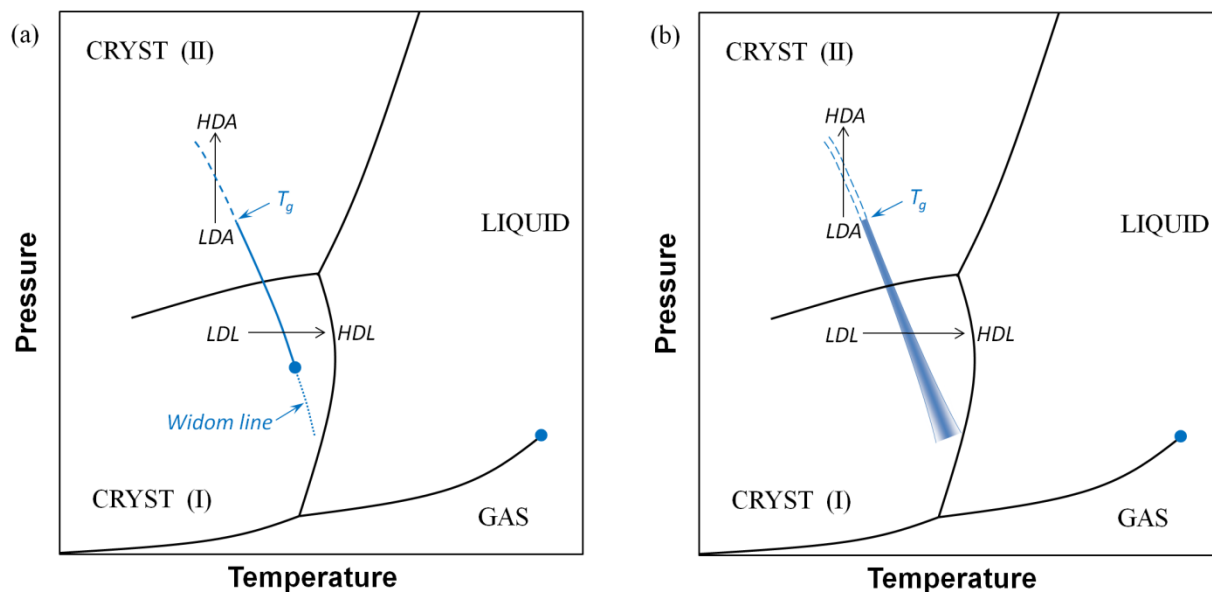 (a)
CRYST (II)
HDA
T_g
LDA
LIQUID
LDL
HDL
Widom line
CRYST (I)
GAS
Pressure
Temperature
(b)
CRYST (II)
HDA
T_g
LDA
LIQUID
LDL
HDL
CRYST (I)
GAS
Pressure
Temperature